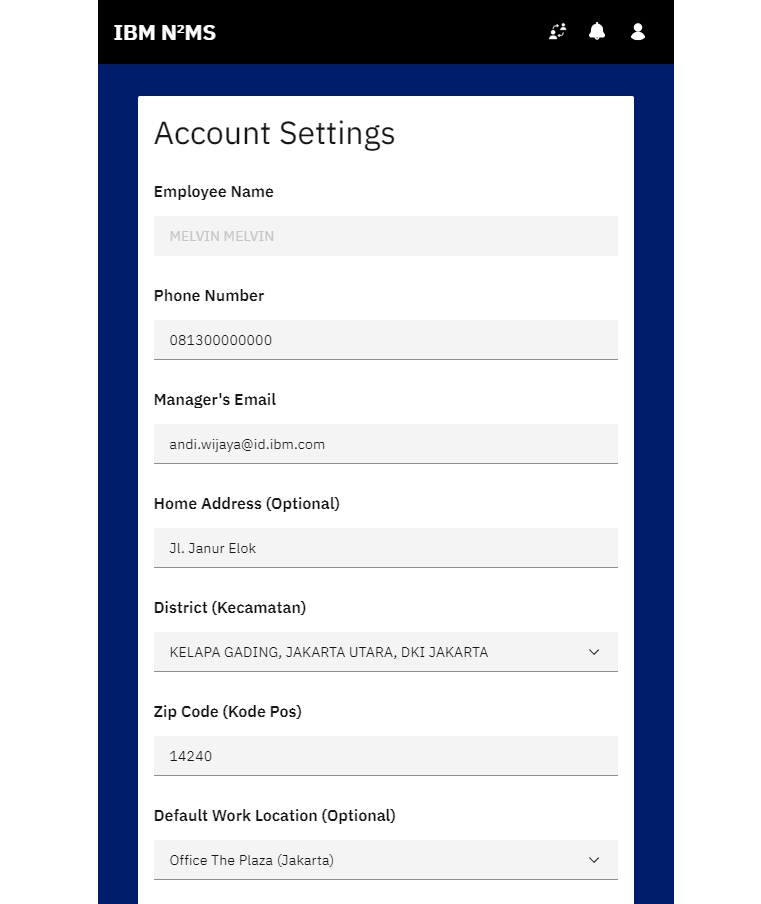 IBM N²MS
Account Settings
Employee Name
MELVIN MELVIN
Phone Number
081300000000
Manager's Email
andi.wijaya@id.ibm.com
Home Address (Optional)
Jl. Janur Elok
District (Kecamatan)
KELAPA GADING, JAKARTA UTARA, DKI JAKARTA
Zip Code (Kode Pos)
14240
Default Work Location (Optional)
Office The Plaza (Jakarta)